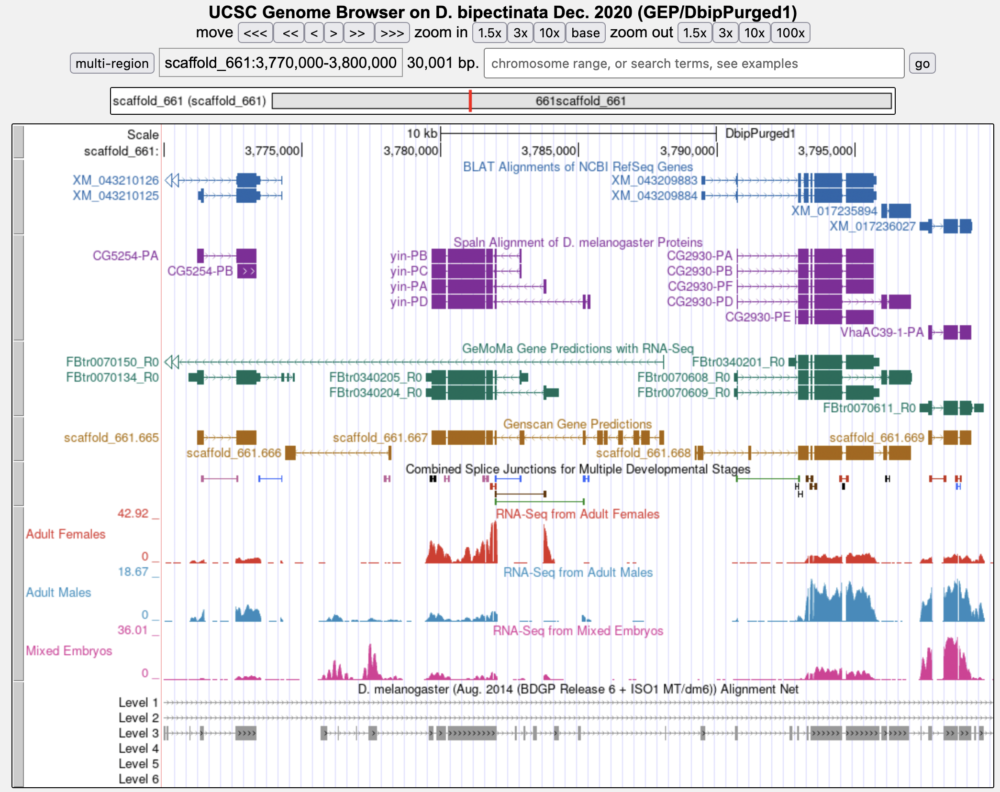 UCSC Genome Browser on D. bipectinata Dec. 2020 (GEP/DbipPurged1)
move <<< << < > >> >>> zoom in 1.5x 3x 10x base zoom out 1.5x 3x 10x 100x
multi-region scaffold_661:3,770,000-3,800,000 30,001 bp. chromosome range, or search terms, see examples go
scaffold_661 (scaffold_661) 661scaffold_661
Scale 10 kb DbipPurged1
scaffold_661: 3,775,000 3,780,000 3,785,000 3,790,000 3,795,000
BLAT Alignments of NCBI RefSeq Genes
XM_043210126 XM_043209883
XM_043210125 XM_043209884
XM_017235894
XM_017236027
Spaln Alignment of D. melanogaster Proteins
CG5254-PA yin-PB CG2930-PA
CG5254-PB yin-PC CG2930-PB
yin-PA CG2930-PF
yin-PD CG2930-PD
CG2930-PE
VhaAC39-1-PA
GeMoMa Gene Predictions with RNA-Seq
FBtr0070150_R0 FBtr0340201_R0
FBtr0070134_R0 FBtr0340205_R0 FBtr0070608_R0
FBtr0340204_R0 FBtr0070609_R0
FBtr0070611_R0
Genscan Gene Predictions
scaffold_661.665 scaffold_661.667 scaffold_661.669
scaffold_661.666 scaffold_661.668
Combined Splice Junctions for Multiple Developmental Stages
42.92 _ RNA-Seq from Adult Females
Adult Females
0 _
18.67 _ RNA-Seq from Adult Males
Adult Males
0 _
36.01 _ RNA-Seq from Mixed Embryos
Mixed Embryos
0 _
D. melanogaster (Aug. 2014 (BDGP Release 6 + ISO1 MT/dm6)) Alignment Net
Level 1
Level 2
Level 3
Level 4
Level 5
Level 6